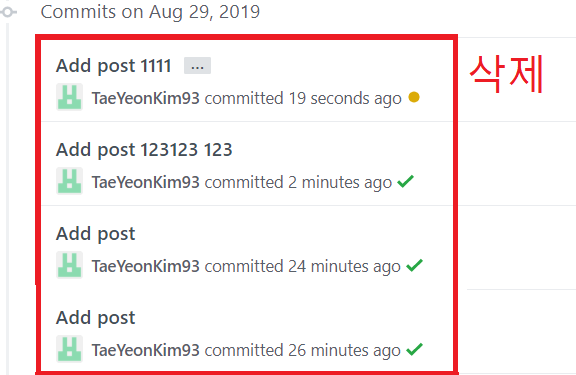 Commits on Aug 29, 2019
Add post 1111 ...
삭제
TaeYeonKim93 committed 19 seconds ago
Add post 123123 123
TaeYeonKim93 committed 2 minutes ago
Add post
TaeYeonKim93 committed 24 minutes ago
Add post
TaeYeonKim93 committed 26 minutes ago